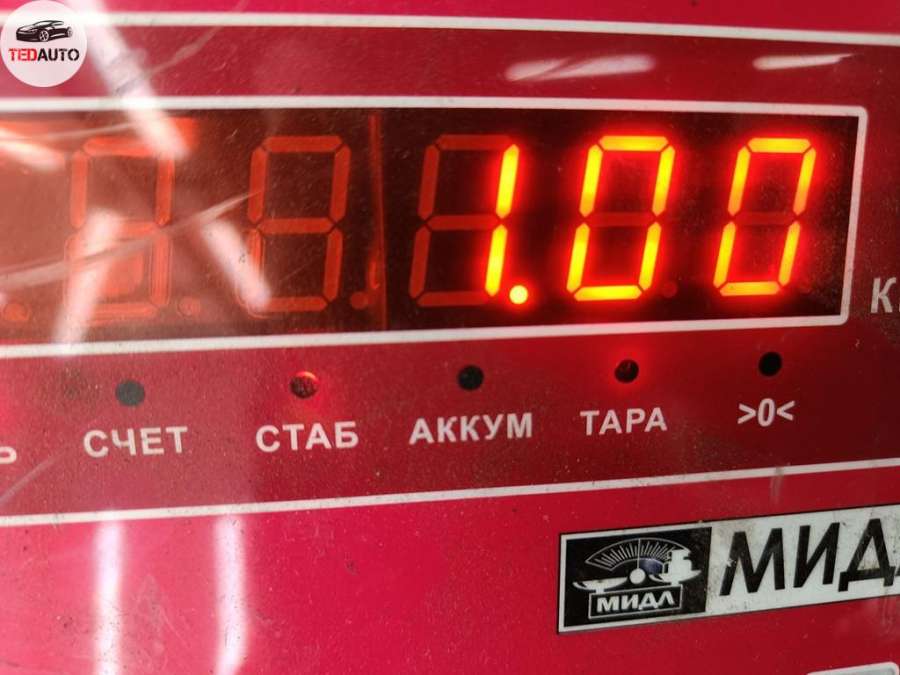 TEDAUTO
1.00
СЧЕТ
СТАБ
АККУМ
ТАРА
>0<
МИДЛ